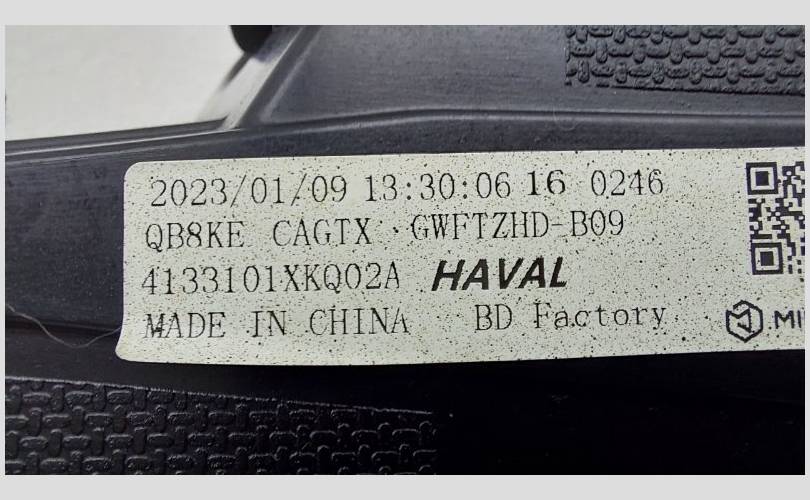 2023/01/09 13:30:06 16 0246
QB8KE CAGTX GWFTZHD-B09
4133101XKQ02A HAVAL
MADE IN CHINA BD Factory